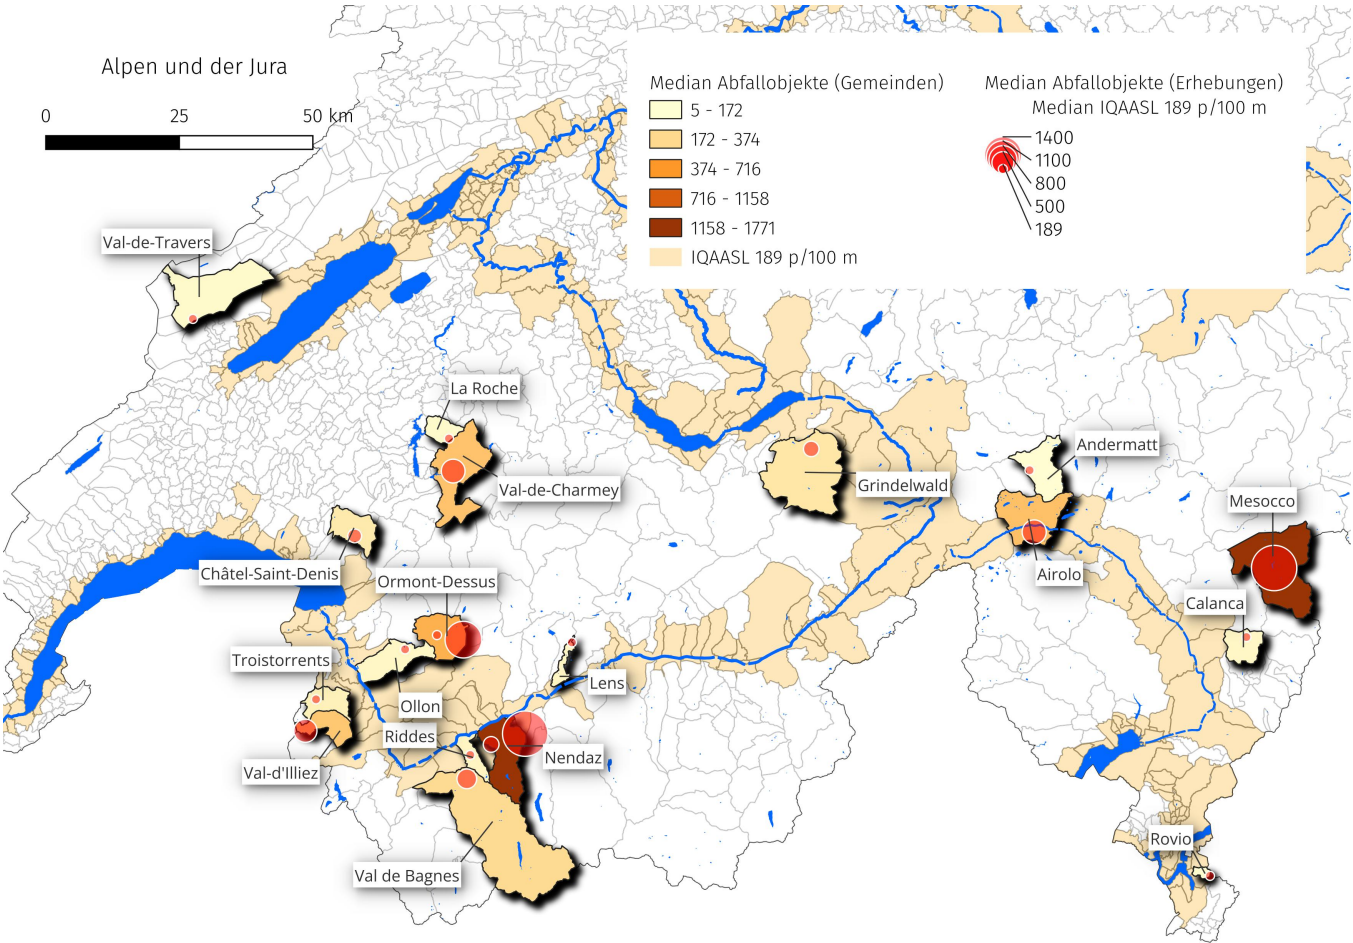 Alpen und der Jura
0 25 50 km
Median Abfallobjekte (Gemeinden)
5 - 172
172 - 374
374 - 716
716 - 1158
1158 - 1771
IQAASL 189 p/100 m
Median Abfallobjekte (Erhebungen)
Median IQAASL 189 p/100 m
1400
1100
800
500
189
Val-de-Travers
La Roche
Val-de-Charmey
Grindelwald
Andermatt
Mesocco
Châtel-Saint-Denis
Ormont-Dessus
Airolo
Calanca
Troistorrents
Ollon
Lens
Riddes
Nendaz
Val-d'Illiez
Val de Bagnes
Rovio